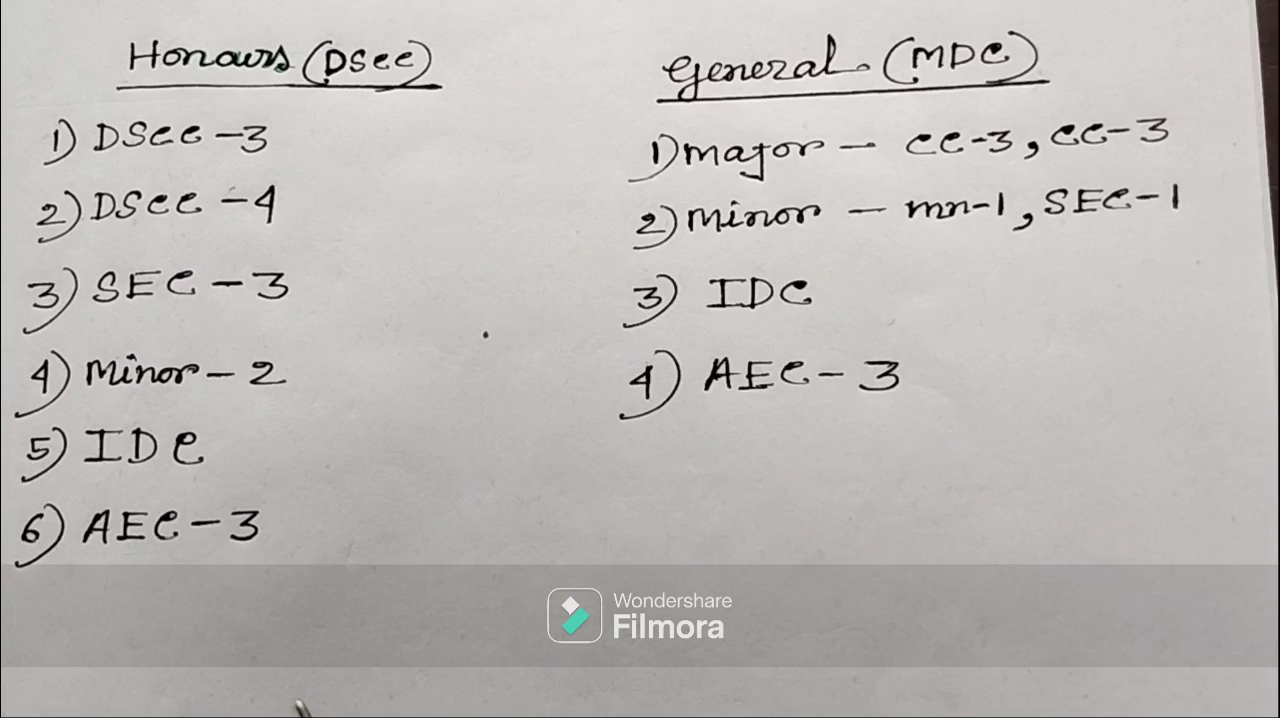 Honours (DSCC)
1) DSCC - 3
2) DSCC - 4
3) SEC - 3
4) Minor - 2
5) IDC
6) AEC - 3
General (MDC)
1) major - CC-3, CC-3
2) minor - mn-1, SEC-1
3) IDC
4) AEC - 3
Wondershare
Filmora